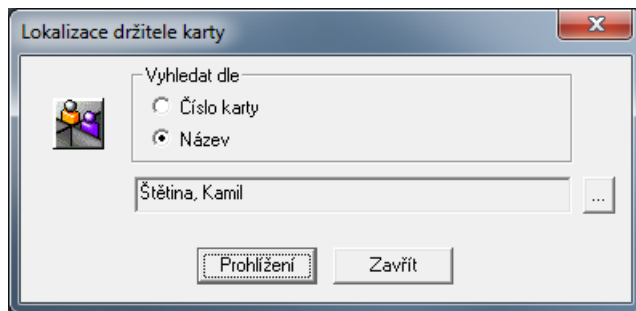 Lokalizace držitele karty
Vyhledat dle
Číslo karty
Název
Štětina, Kamil
...
Prohlížení
Zavřít